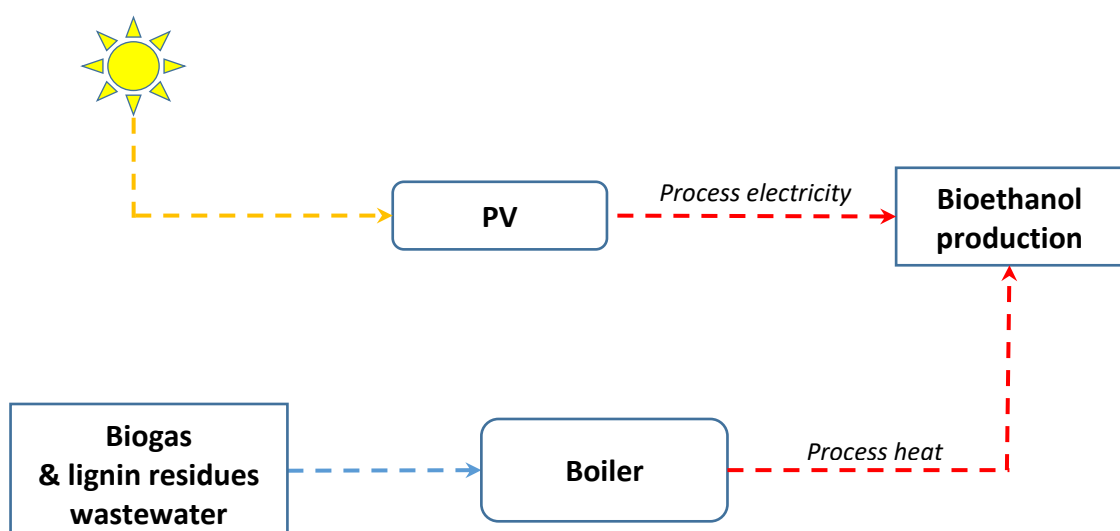 Process electricity
PV
Bioethanol
production
Biogas
& lignin residues
wastewater
Boiler
Process heat